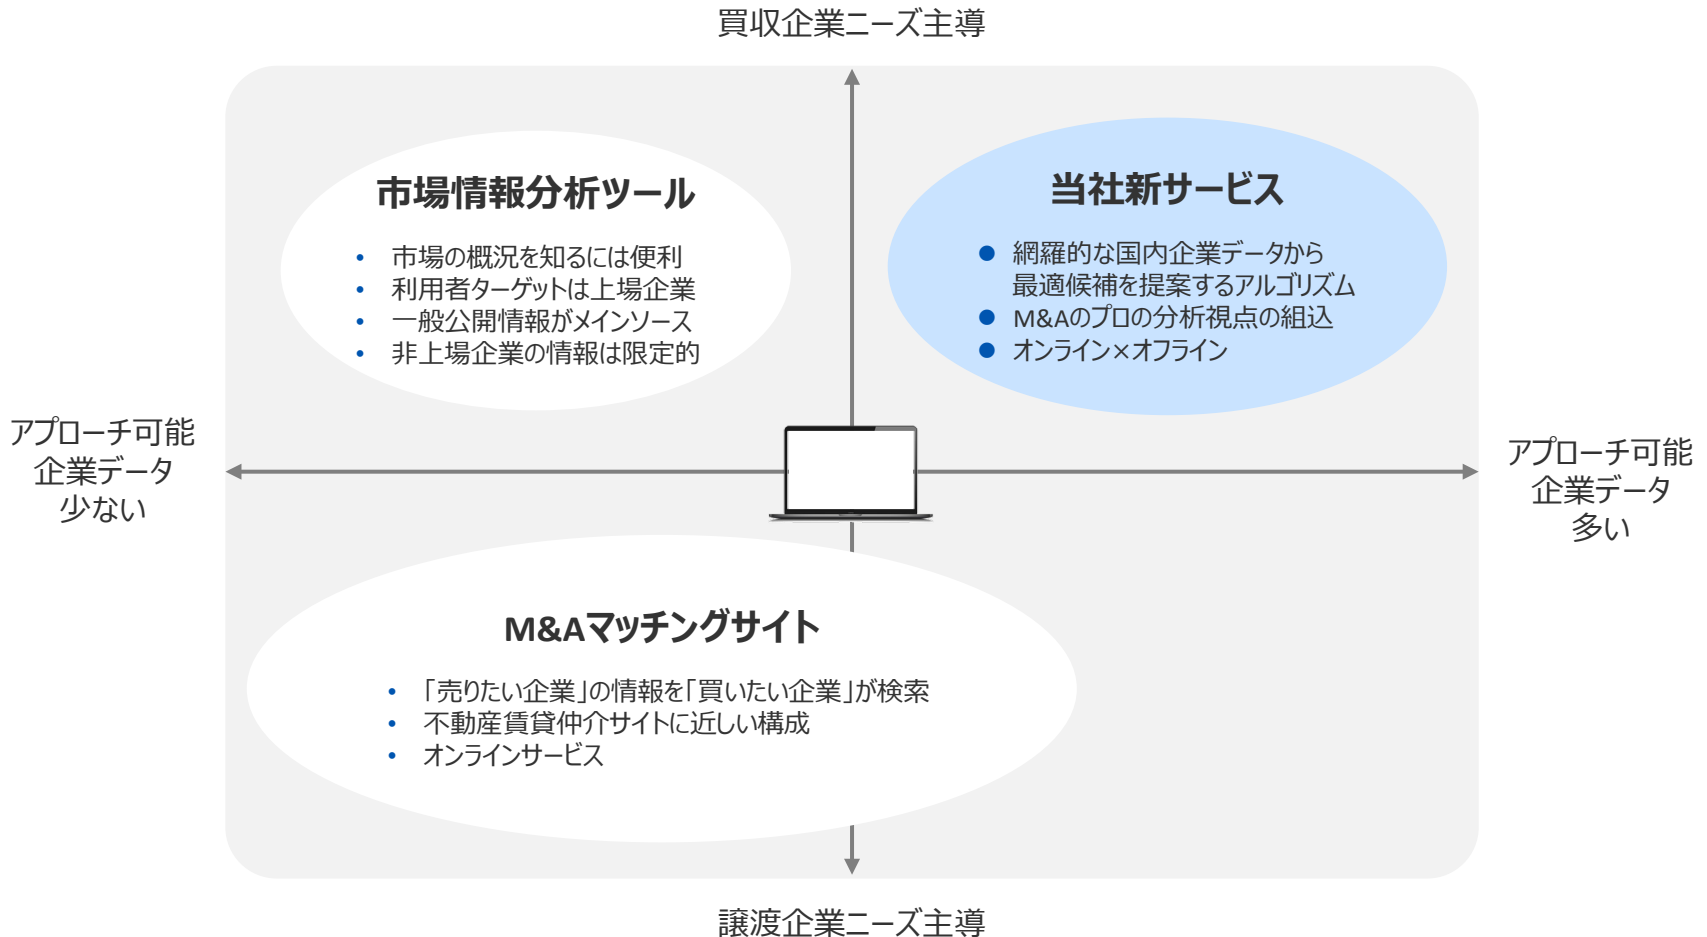 買収企業ニーズ主導
市場情報分析ツール
• 市場の概況を知るには便利
• 利用者ターゲットは上場企業
• 一般公開情報がメインソース
• 非上場企業の情報は限定的
当社新サービス
● 網羅的な国内企業データから
最適候補を提案するアルゴリズム
● M&Aのプロの分析視点の組込
● オンライン×オフライン
アプローチ可能
企業データ
少ない
アプローチ可能
企業データ
多い
M&Aマッチングサイト
• 「売りたい企業」の情報を「買いたい企業」が検索
• 不動産賃貸仲介サイトに近しい構成
• オンラインサービス
譲渡企業ニーズ主導